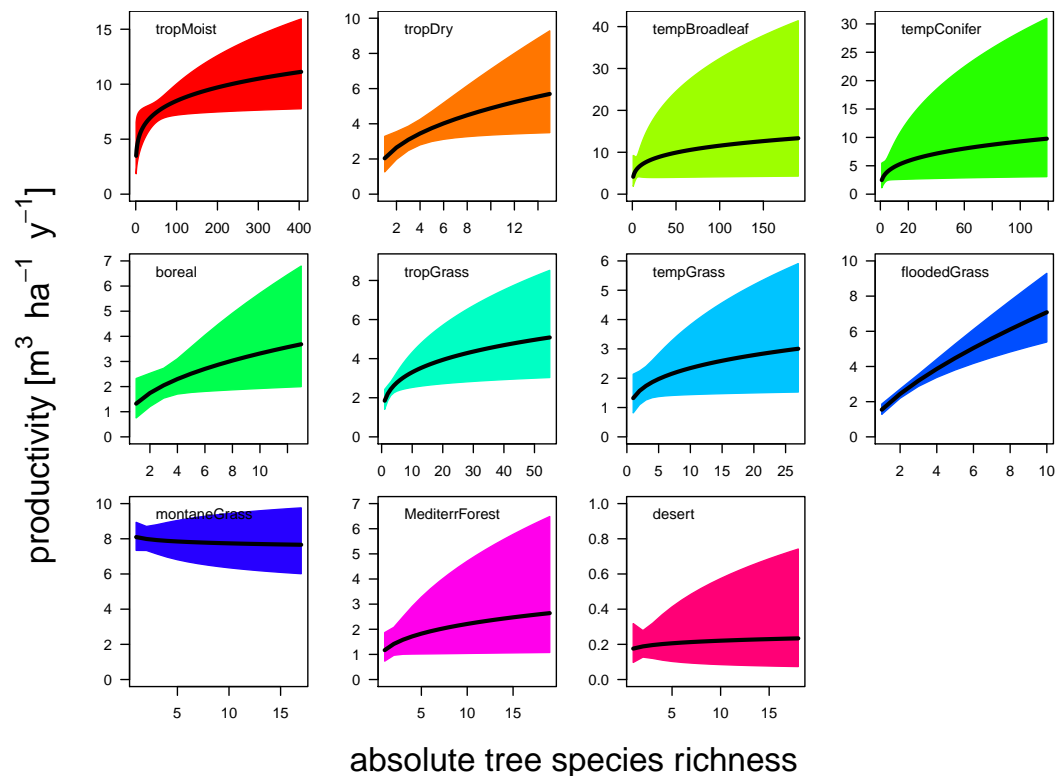 productivity [m³ ha⁻¹ y⁻¹]
tropMoist
15
10
5
0
0 100 200 300 400
tropDry
10
8
6
4
2
0
2 4 6 8 12
tempBroadleaf
40
30
20
10
0
0 50 100 150
tempConifer
30
25
20
15
10
5
0
0 20 60 100
boreal
7
6
5
4
3
2
1
0
2 4 6 8 10
tropGrass
8
6
4
2
0
0 10 20 30 40 50
tempGrass
6
5
4
3
2
1
0
0 5 10 15 20 25
floodedGrass
10
8
6
4
2
0
2 4 6 8 10
montaneGrass
10
8
6
4
2
0
5 10 15
MediterrForest
7
6
5
4
3
2
1
0
5 10 15
desert
1.0
0.8
0.6
0.4
0.2
0.0
5 10 15
absolute tree species richness